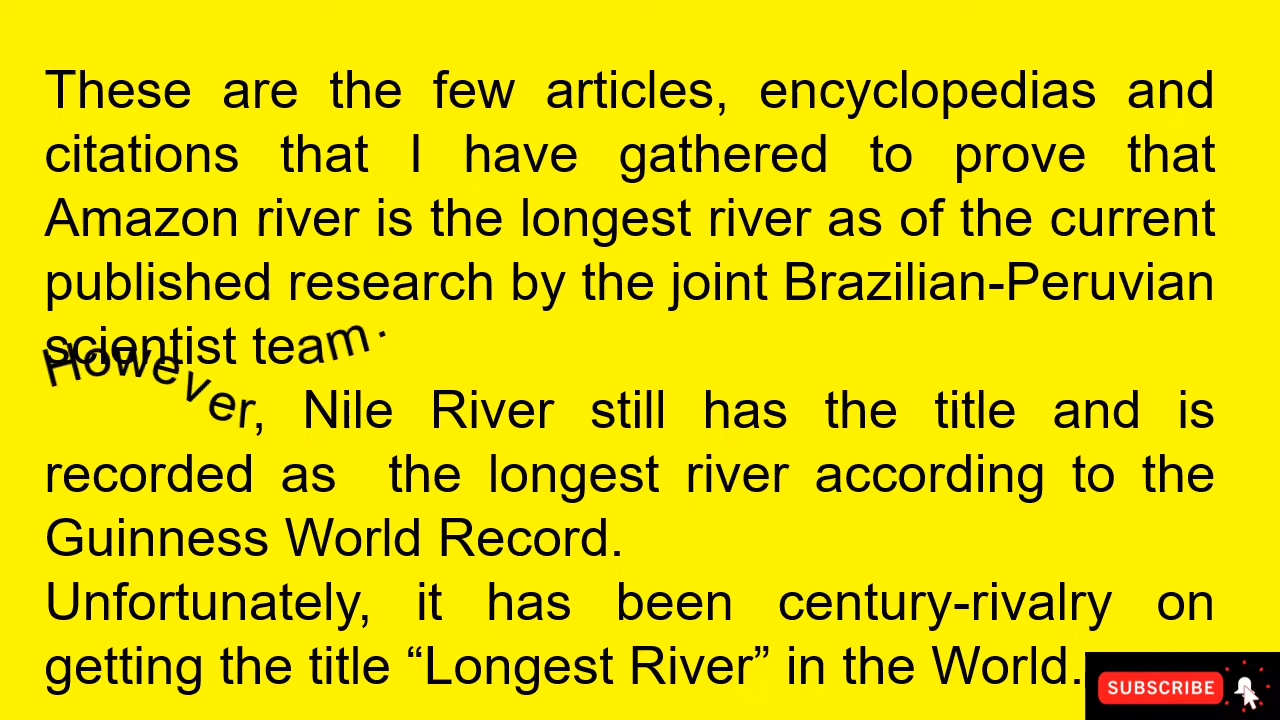 These are the few articles, encyclopedias and
citations that I have gathered to prove that
Amazon river is the longest river as of the current
published research by the joint Brazilian-Peruvian
scientist team.
However, Nile River still has the title and is
recorded as the longest river according to the
Guinness World Record.
Unfortunately, it has been century-rivalry on
getting the title “Longest River” in the World.
SUBSCRIBE